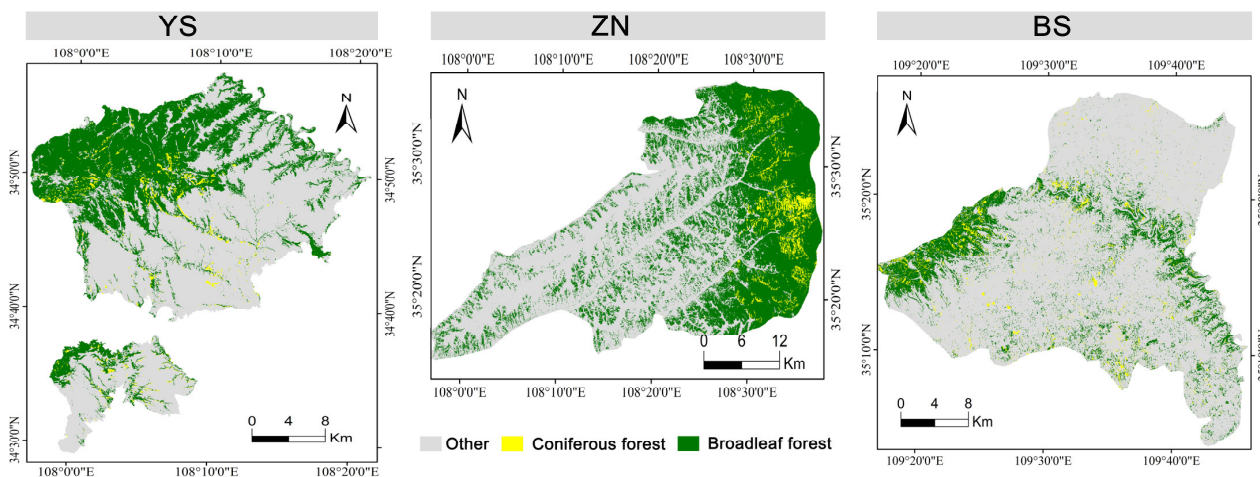 YS
108°0'0"E 108°10'0"E 108°20'0"E
N
34°50'0"N
34°40'0"N
34°30'0"N
34°50'0"N
34°40'0"N
0 4 8
Km
108°0'0"E 108°10'0"E 108°20'0"E
ZN
108°0'0"E 108°10'0"E 108°20'0"E 108°30'0"E
N
35°30'0"N
35°20'0"N
35°30'0"N
35°20'0"N
0 6 12
Km
108°0'0"E 108°10'0"E 108°20'0"E 108°30'0"E
BS
109°20'0"E 109°30'0"E 109°40'0"E
N
35°20'0"N
35°10'0"N
0 4 8
Km
109°20'0"E 109°30'0"E 109°40'0"E
Other Coniferous forest Broadleaf forest